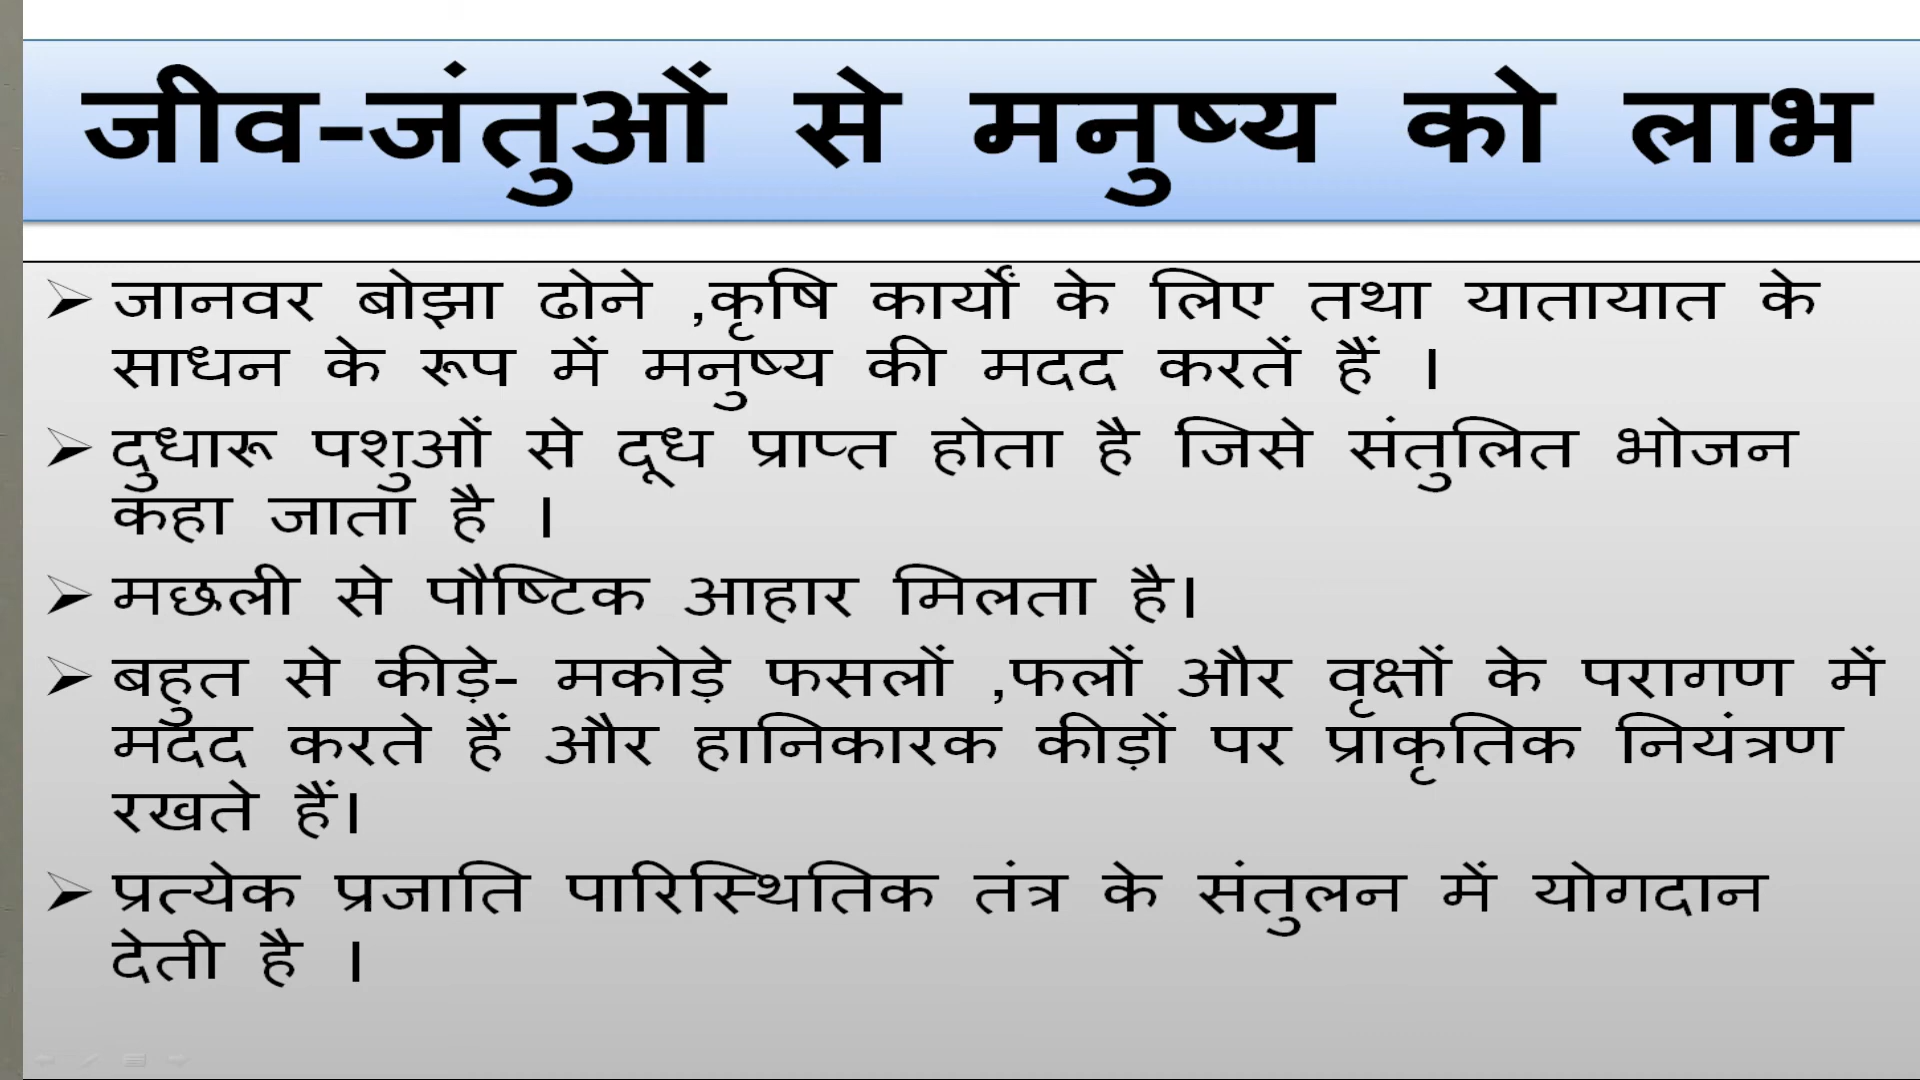 जीव-जंतुओं से मनुष्य को लाभ
➢ जानवर बोझा ढोने ,कृषि कार्यों के लिए तथा यातायात के
साधन के रूप में मनुष्य की मदद करतें हैं ।
➢ दुधारू पशुओं से दूध प्राप्त होता है जिसे संतुलित भोजन
कहा जाता है ।
➢ मछली से पौष्टिक आहार मिलता है।
➢ बहुत से कीड़े- मकोड़े फसलों ,फलों और वृक्षों के परागण में
मदद करते हैं और हानिकारक कीड़ों पर प्राकृतिक नियंत्रण
रखते हैं।
➢ प्रत्येक प्रजाति पारिस्थितिक तंत्र के संतुलन में योगदान
देती है ।